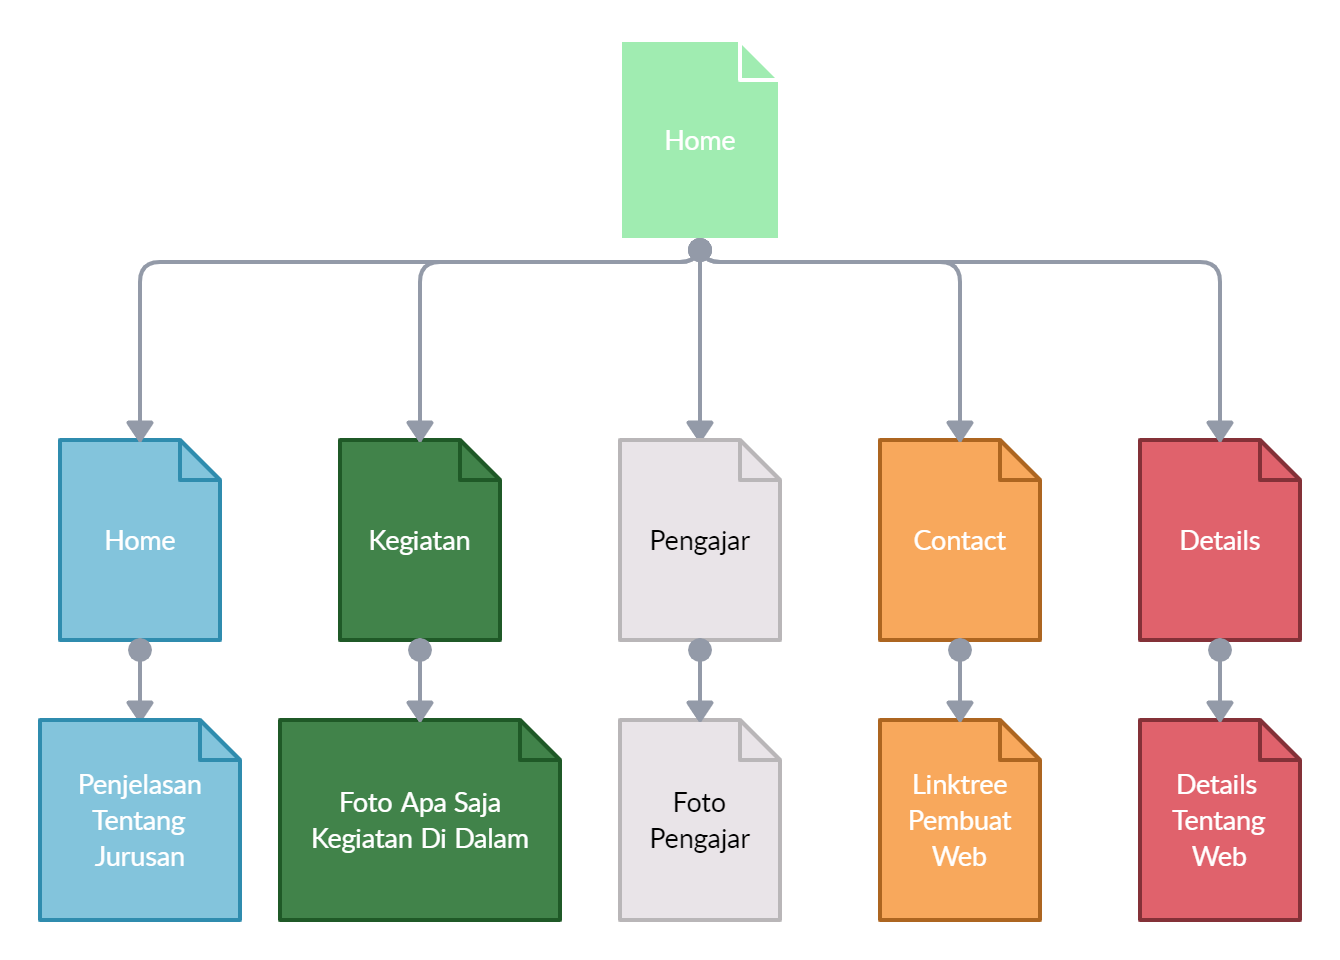 Home
Home
Kegiatan
Pengajar
Contact
Details
Penjelasan
Tentang
Jurusan
Foto Apa Saja
Kegiatan Di Dalam
Foto
Pengajar
Linktree
Pembuat
Web
Details
Tentang
Web